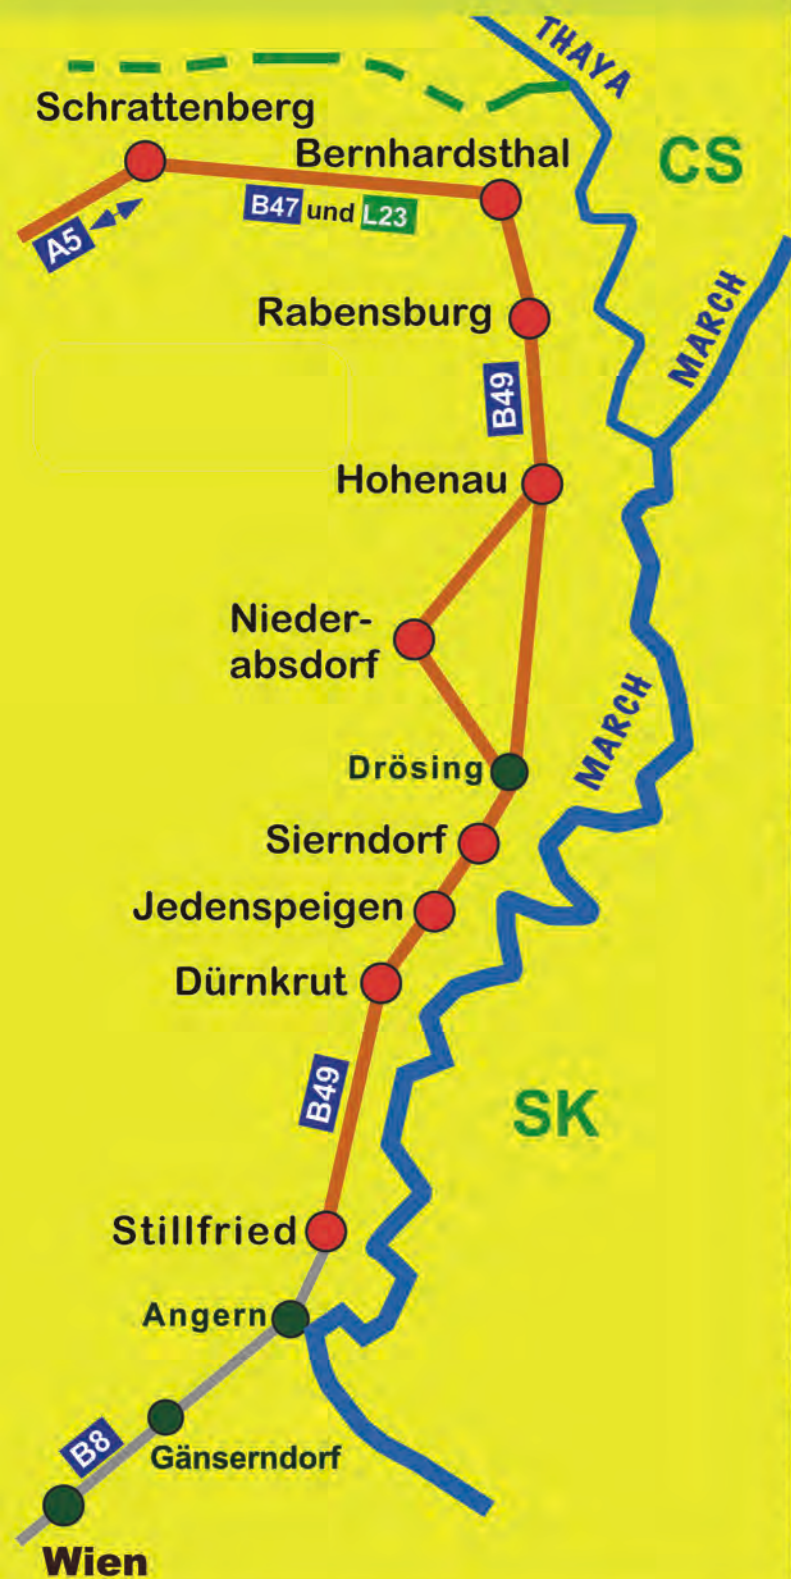 THAYA
Schrattenberg
Bernhardsthal
CS
B47 und L23
A5
MARCH
Rabensburg
B49
Hohenau
Nieder-
absdorf
MARCH
Drösing
Sierndorf
Jedenspeigen
Dürnkrut
B49
SK
Stillfried
Angern
B8
Gänserndorf
Wien